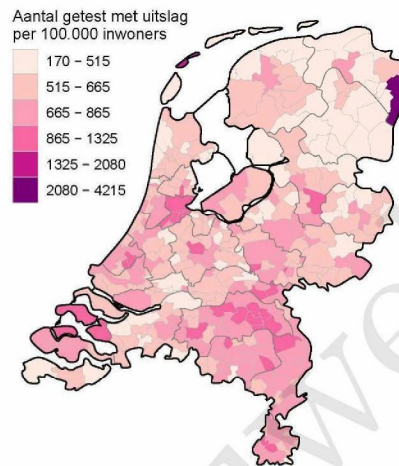 Aantal getest met uitslag
per 100.000 inwoners
170 – 515
515 – 665
665 – 865
865 – 1325
1325 – 2080
2080 – 4215